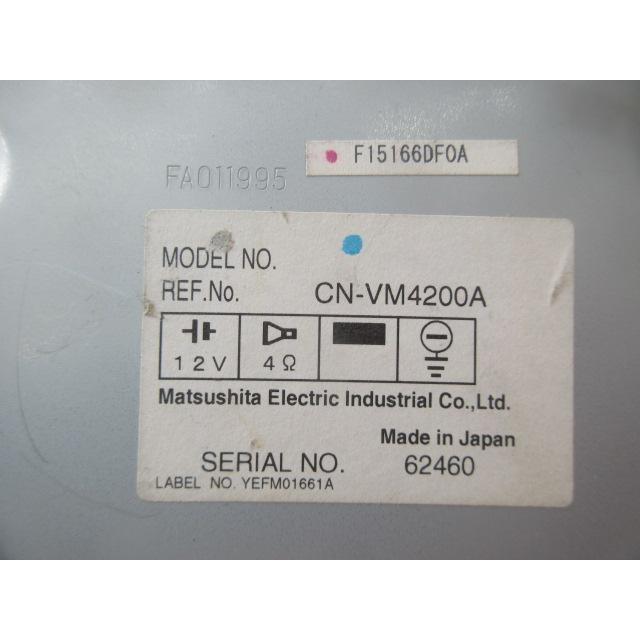 F15166DF0A
FA011995
MODEL NO.
REF.No. CN-VM4200A
12V 4Ω
Matsushita Electric Industrial Co.,Ltd.
Made in Japan
SERIAL NO. 62460
LABEL NO. YEFM01661A